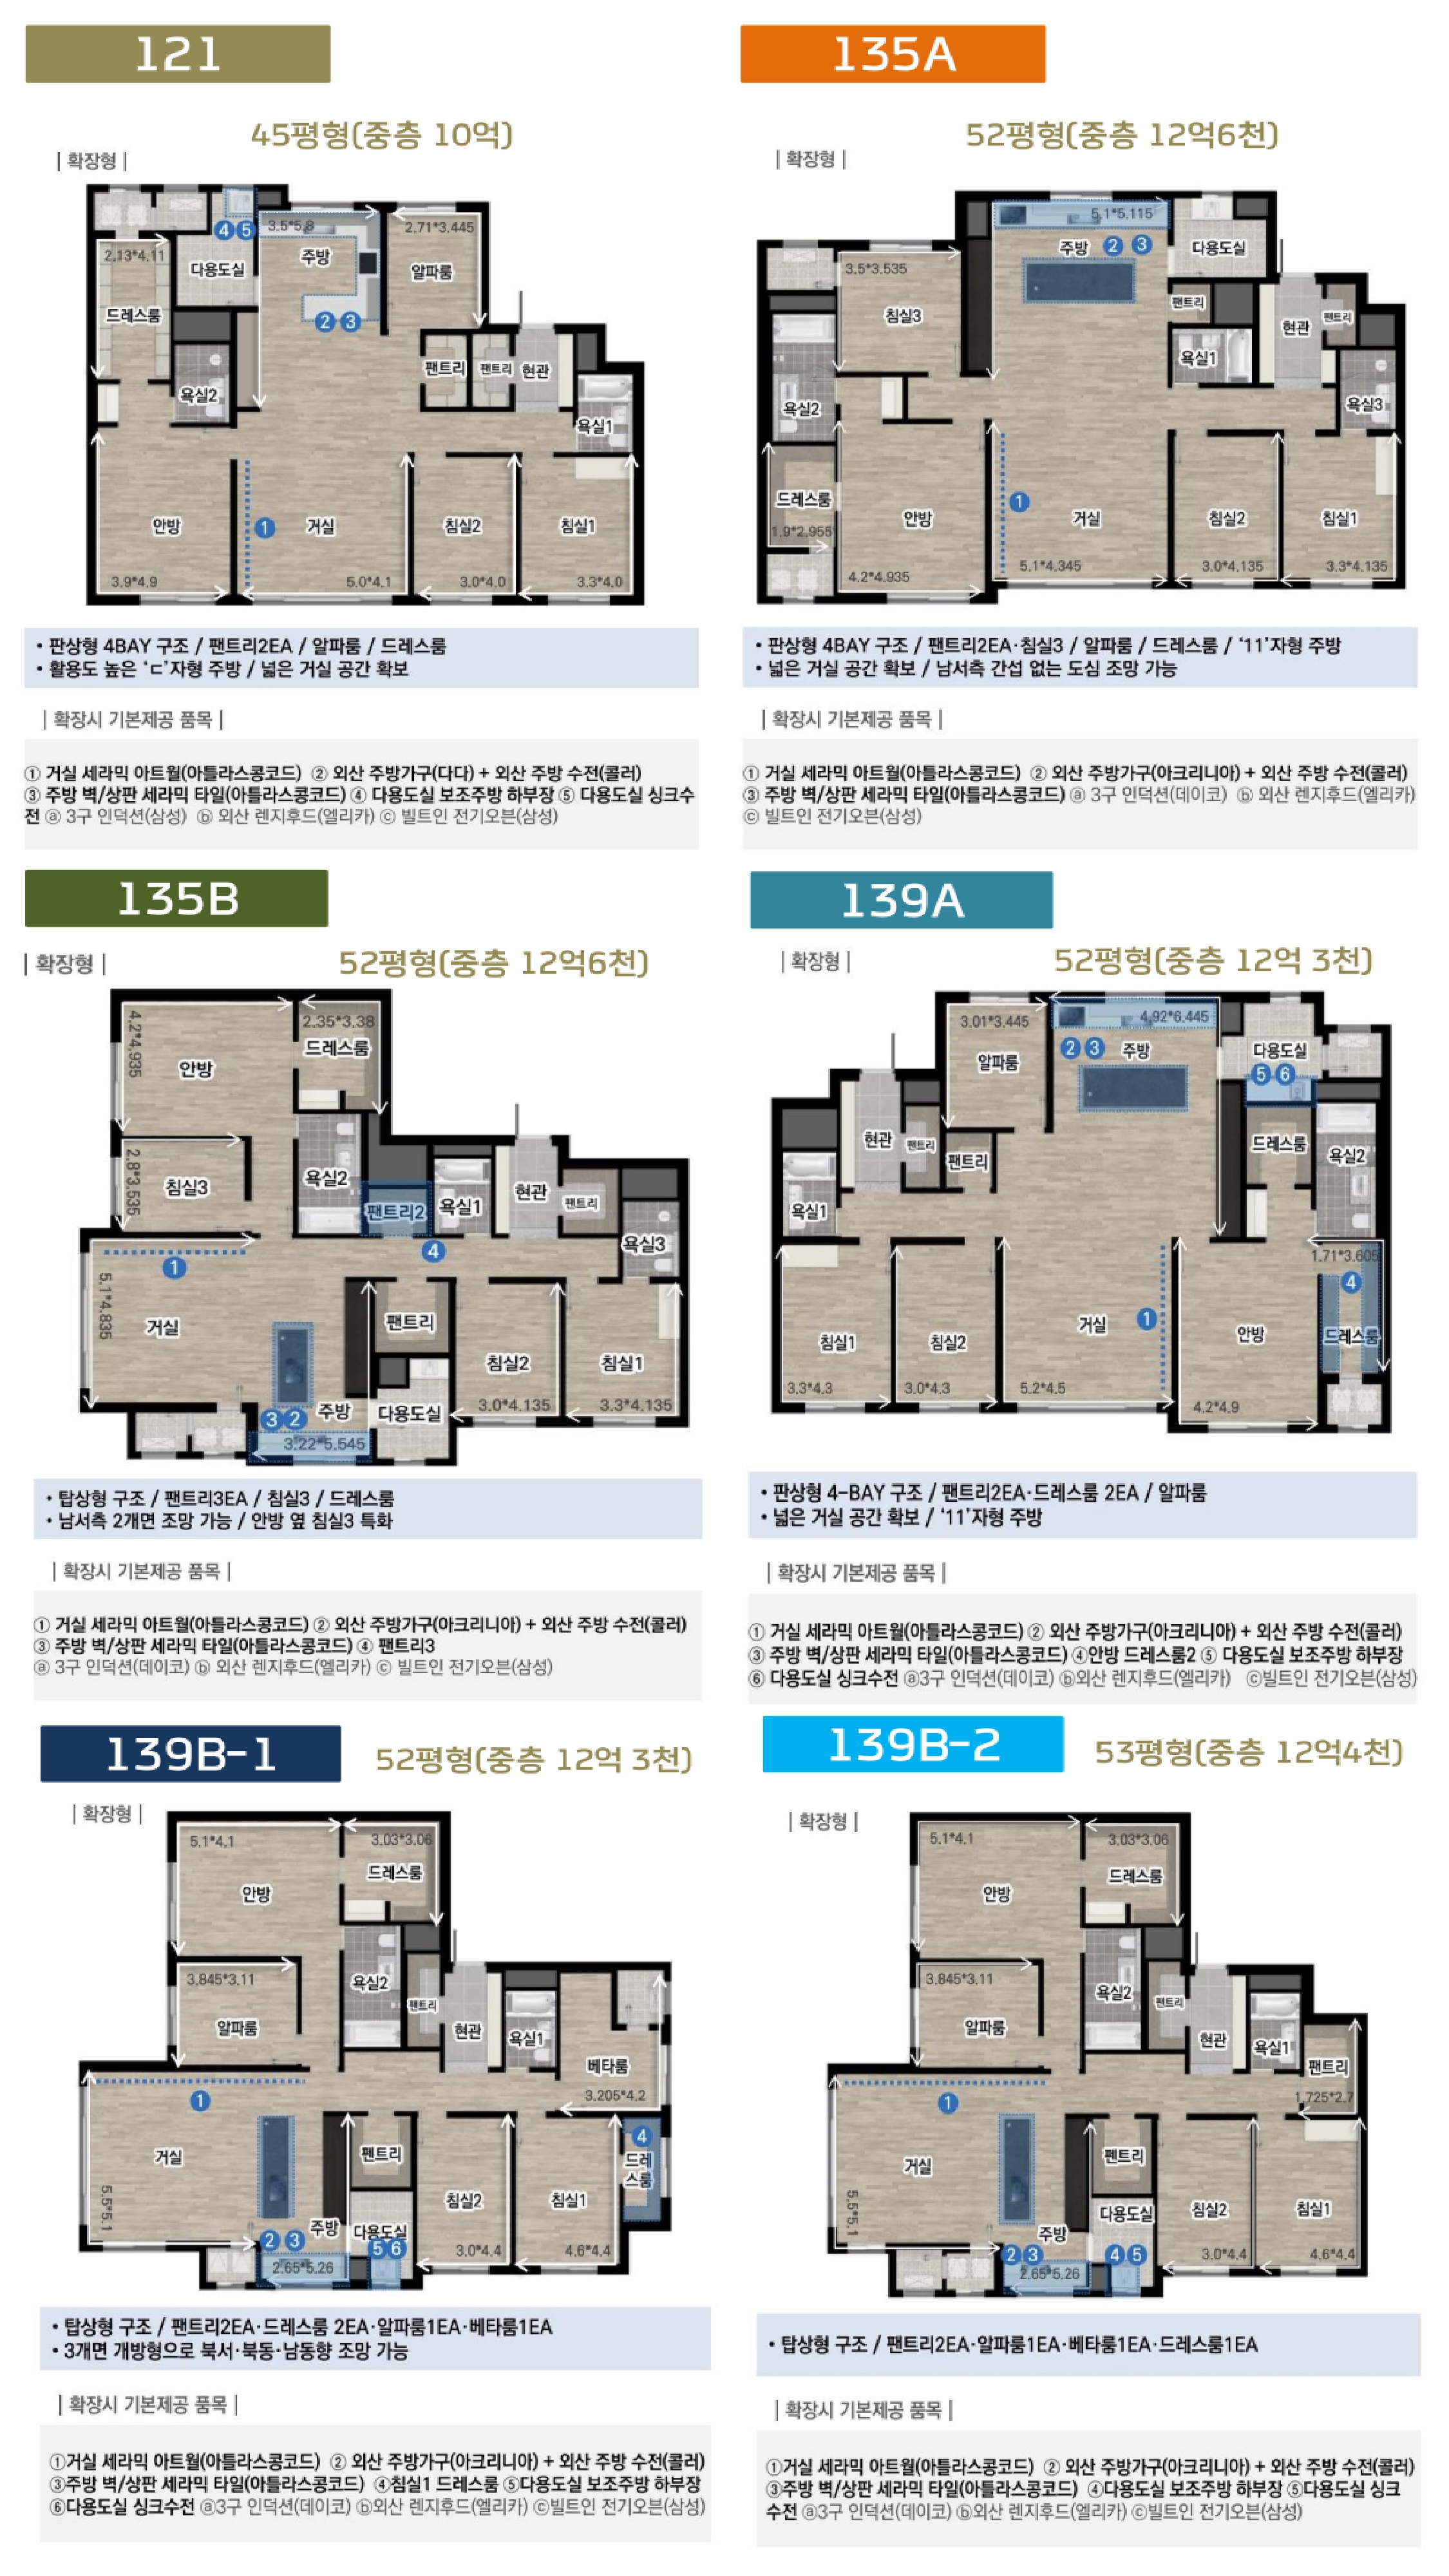 121
45평형(중층 10억)
| 확장형 |
④⑤
3.5*5.8
2.71*3.445
2.13*4.11
다용도실
주방
알파룸
드레스룸
②③
팬트리
팬트리
현관
욕실2
욕실1
안방
①
거실
침실2
침실1
3.9*4.9
5.0*4.1
3.0*4.0
3.3*4.0
• 판상형 4BAY 구조 / 팬트리2EA / 알파룸 / 드레스룸
• 활용도 높은 ‘ㄷ’자형 주방 / 넓은 거실 공간 확보
| 확장시 기본제공 품목 |
① 거실 세라믹 아트월(아틀라스콩코드) ② 외산 주방가구(다다) + 외산 주방 수전(콜러)
③ 주방 벽/상판 세라믹 타일(아틀라스콩코드) ④ 다용도실 보조주방 하부장 ⑤ 다용도실 싱크수
전 ⓐ 3구 인덕션(삼성) ⓑ 외산 렌지후드(엘리카) ⓒ 빌트인 전기오븐(삼성)
135A
52평형(중층 12억6천)
| 확장형 |
5.1*5.115
주방 ②③
다용도실
3.5*3.535
침실3
팬트리
현관
팬트리
욕실1
욕실2
욕실3
드레스룸
1.9*2.955
안방
①
거실
침실2
침실1
4.2*4.935
5.1*4.345
3.0*4.135
3.3*4.135
• 판상형 4BAY 구조 / 팬트리2EA·침실3 / 알파룸 / 드레스룸 / ‘11’자형 주방
• 넓은 거실 공간 확보 / 남서측 간섭 없는 도심 조망 가능
| 확장시 기본제공 품목 |
① 거실 세라믹 아트월(아틀라스콩코드) ② 외산 주방가구(아크리니아) + 외산 주방 수전(콜러)
③ 주방 벽/상판 세라믹 타일(아틀라스콩코드) ⓐ 3구 인덕션(데이코) ⓑ 외산 렌지후드(엘리카)
ⓒ 빌트인 전기오븐(삼성)
135B
| 확장형 |
52평형(중층 12억6천)
4.2*4.935
2.35*3.38
드레스룸
안방
2.8*3.535
침실3
욕실2
팬트리2
욕실1
현관
팬트리
욕실3
④
①
5.1*4.835
거실
팬트리
침실2
침실1
③②
주방
다용도실
3.0*4.135
3.3*4.135
3.22*5.545
• 탑상형 구조 / 팬트리3EA / 침실3 / 드레스룸
• 남서측 2개면 조망 가능 / 안방 옆 침실3 특화
| 확장시 기본제공 품목 |
① 거실 세라믹 아트월(아틀라스콩코드) ② 외산 주방가구(아크리니아) + 외산 주방 수전(콜러)
③ 주방 벽/상판 세라믹 타일(아틀라스콩코드) ④ 팬트리3
ⓐ 3구 인덕션(데이코) ⓑ 외산 렌지후드(엘리카) ⓒ 빌트인 전기오븐(삼성)
139A
| 확장형 |
52평형(중층 12억 3천)
3.01*3.445
4.92*6.445
②③ 주방
다용도실
알파룸
⑤⑥
현관
팬트리
팬트리
드레스룸
욕실2
욕실1
1.71*3.605
④
①
거실
침실1
침실2
안방
드레스룸
3.3*4.3
3.0*4.3
5.2*4.5
4.2*4.9
• 판상형 4-BAY 구조 / 팬트리2EA·드레스룸 2EA / 알파룸
• 넓은 거실 공간 확보 / ‘11’자형 주방
| 확장시 기본제공 품목 |
① 거실 세라믹 아트월(아틀라스콩코드) ② 외산 주방가구(아크리니아) + 외산 주방 수전(콜러)
③ 주방 벽/상판 세라믹 타일(아틀라스콩코드) ④안방 드레스룸2 ⑤ 다용도실 보조주방 하부장
⑥ 다용도실 싱크수전 ⓐ3구 인덕션(데이코) ⓑ외산 렌지후드(엘리카) ⓒ빌트인 전기오븐(삼성)
139B-1
52평형(중층 12억 3천)
| 확장형 |
5.1*4.1
3.03*3.06
드레스룸
안방
3.845*3.11
욕실2
팬트리
알파룸
현관
욕실1
베타룸
3.205*4.2
①
④
드레
스룸
거실
펜트리
5.5*5.1
침실2
침실1
②③
주방
다용도실
⑤⑥
3.0*4.4
4.6*4.4
2.65*5.26
• 탑상형 구조 / 팬트리2EA·드레스룸 2EA·알파룸1EA·베타룸1EA
• 3개면 개방형으로 북서·북동·남동향 조망 가능
| 확장시 기본제공 품목 |
①거실 세라믹 아트월(아틀라스콩코드) ② 외산 주방가구(아크리니아) + 외산 주방 수전(콜러)
③주방 벽/상판 세라믹 타일(아틀라스콩코드) ④침실1 드레스룸 ⑤다용도실 보조주방 하부장
⑥다용도실 싱크수전 ⓐ3구 인덕션(데이코) ⓑ외산 렌지후드(엘리카) ⓒ빌트인 전기오븐(삼성)
139B-2
53평형(중층 12억4천)
| 확장형 |
5.1*4.1
3.03*3.06
드레스룸
안방
3.845*3.11
욕실2
팬트리
알파룸
현관
욕실1
팬트리
1.725*2.7
①
거실
펜트리
5.5*5.1
다용도실
침실2
침실1
주방
②③
④⑤
3.0*4.4
4.6*4.4
2.65*5.26
• 탑상형 구조 / 팬트리2EA·알파룸1EA·베타룸1EA·드레스룸1EA
| 확장시 기본제공 품목 |
①거실 세라믹 아트월(아틀라스콩코드) ② 외산 주방가구(아크리니아) + 외산 주방 수전(콜러)
③주방 벽/상판 세라믹 타일(아틀라스콩코드) ④다용도실 보조주방 하부장 ⑤다용도실 싱크
수전 ⓐ3구 인덕션(데이코) ⓑ외산 렌지후드(엘리카) ⓒ빌트인 전기오븐(삼성)